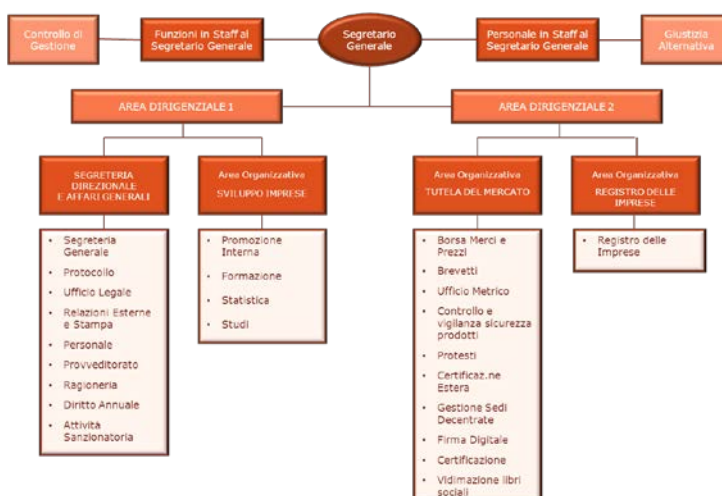 Controllo di
Gestione
Funzioni in Staff al
Segretario Generale
Segretario
Generale
Personale in Staff al
Segretario Generale
Giustizia
Alternativa
AREA DIRIGENZIALE 1
AREA DIRIGENZIALE 2
SEGRETERIA
DIREZIONALE
E AFFARI GENERALI
Area Organizzativa
SVILUPPO IMPRESE
Area Organizzativa
TUTELA DEL MERCATO
Area Organizzativa
REGISTRO DELLE
IMPRESE
• Segreteria
Generale
• Protocollo
• Ufficio Legale
• Relazioni Esterne
e Stampa
• Personale
• Provveditorato
• Ragioneria
• Diritto Annuale
• Attività
Sanzionatoria
• Promozione
Interna
• Formazione
• Statistica
• Studi
• Borsa Merci e
Prezzi
• Brevetti
• Ufficio Metrico
• Controllo e
vigilanza sicurezza
prodotti
• Protesti
• Certificaz.ne
Estera
• Gestione Sedi
Decentrate
• Firma Digitale
• Certificazione
• Vidimazione libri
sociali
• Registro delle
Imprese